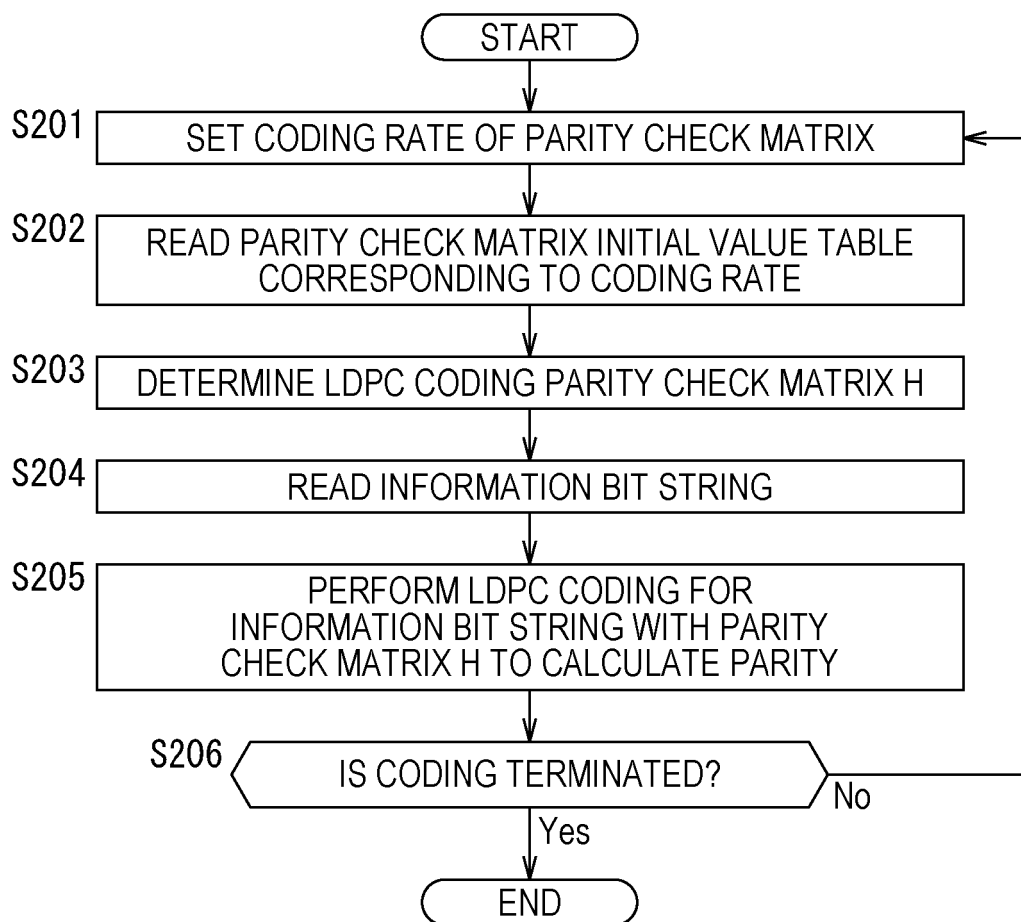 START
S201
SET CODING RATE OF PARITY CHECK MATRIX
S202
READ PARITY CHECK MATRIX INITIAL VALUE TABLE
CORRESPONDING TO CODING RATE
S203
DETERMINE LDPC CODING PARITY CHECK MATRIX H
S204
READ INFORMATION BIT STRING
S205
PERFORM LDPC CODING FOR
INFORMATION BIT STRING WITH PARITY
CHECK MATRIX H TO CALCULATE PARITY
S206
IS CODING TERMINATED?
No
Yes
END